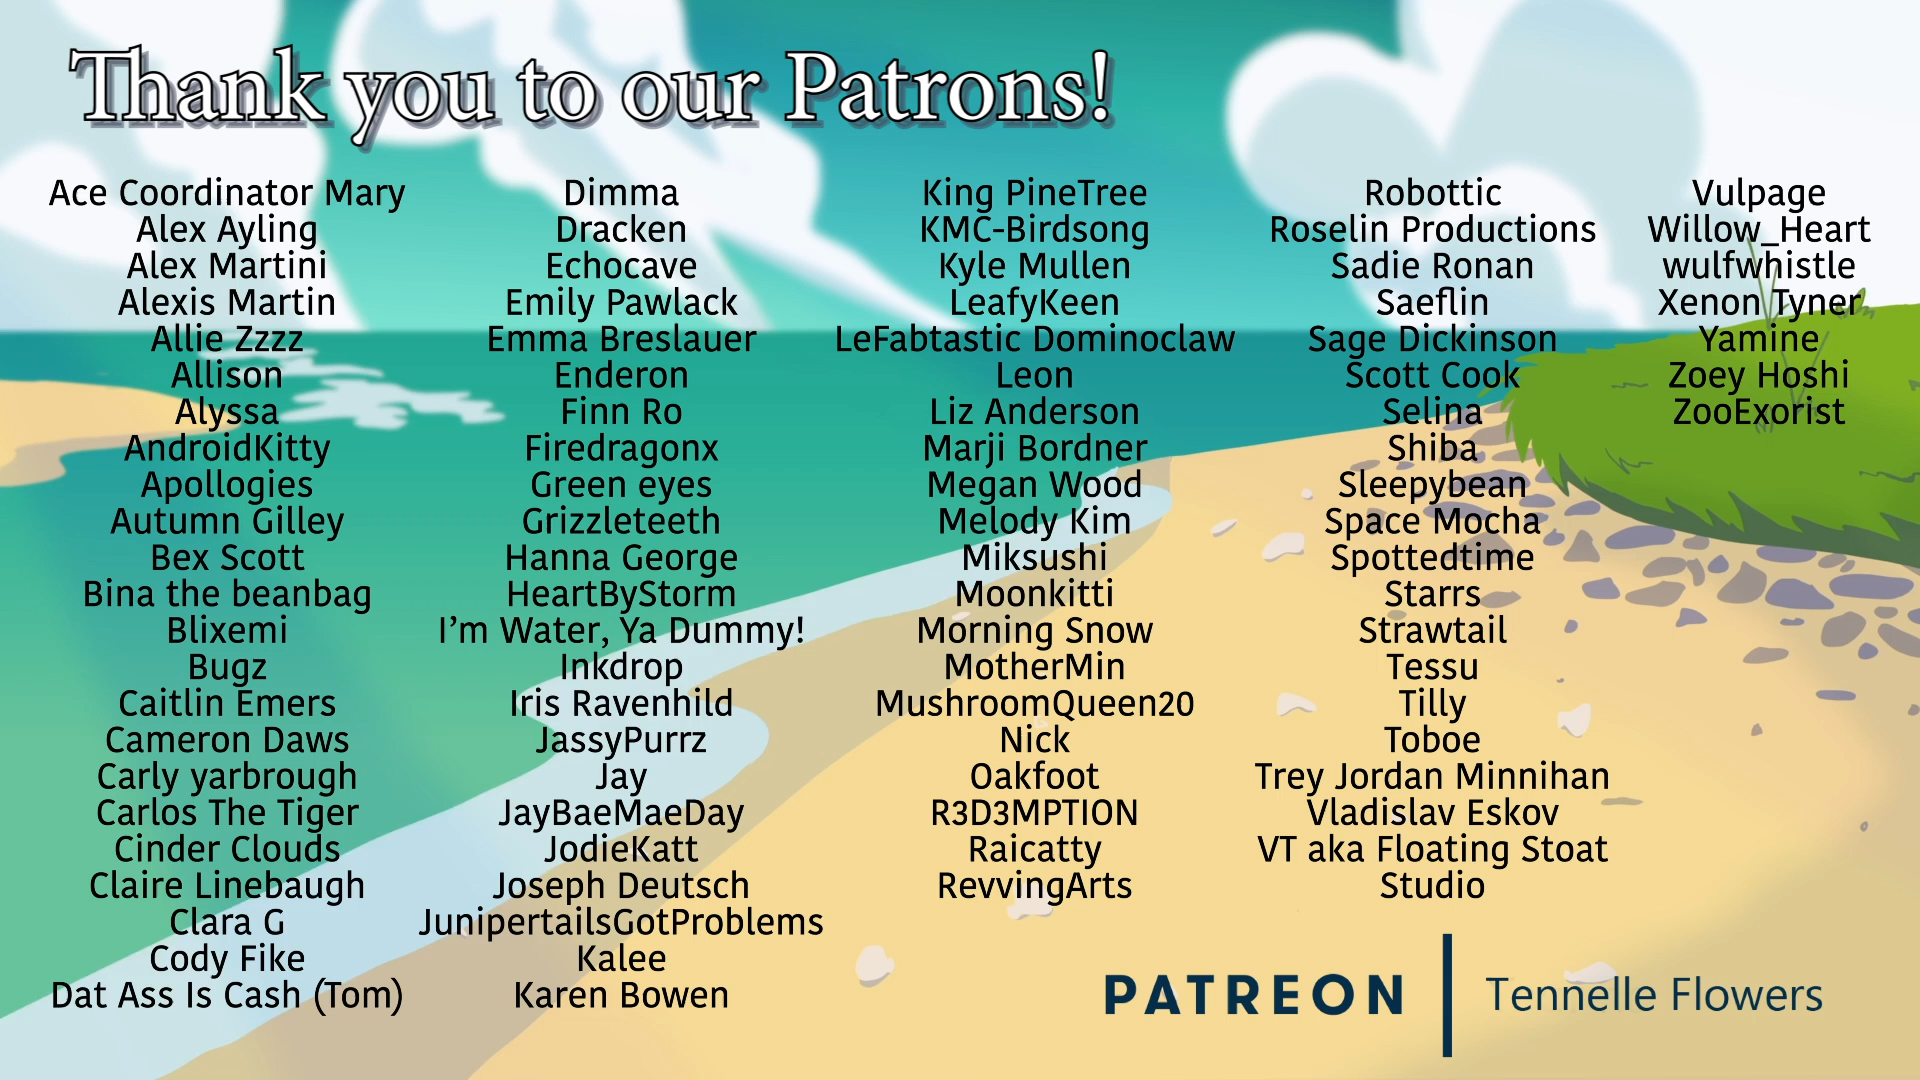 Thank you to our Patrons!
Ace Coordinator Mary
Alex Ayling
Alex Martini
Alexis Martin
Allie Zzzz
Allison
Alyssa
AndroidKitty
Apollogies
Autumn Gilley
Bex Scott
Bina the beanbag
Blixemi
Bugz
Caitlin Emers
Cameron Daws
Carly yarbrough
Carlos The Tiger
Cinder Clouds
Claire Linebaugh
Clara G
Cody Fike
Dat Ass Is Cash (Tom)
Dimma
Dracken
Echocave
Emily Pawlack
Emma Breslauer
Enderon
Finn Ro
Firedragonx
Green eyes
Grizzleteeth
Hanna George
HeartByStorm
I'm Water, Ya Dummy!
Inkdrop
Iris Ravenhild
JassyPurrz
Jay
JayBaeMaeDay
JodieKatt
Joseph Deutsch
JunipertailsGotProblems
Kalee
Karen Bowen
King PineTree
KMC-Birdsong
Kyle Mullen
LeafyKeen
LeFabtastic Dominoclaw
Leon
Liz Anderson
Marji Bordner
Megan Wood
Melody Kim
Miksushi
Moonkitti
Morning Snow
MotherMin
MushroomQueen20
Nick
Oakfoot
R3D3MPTION
Raicatty
RevvingArts
Robottic
Roselin Productions
Sadie Ronan
Saeflin
Sage Dickinson
Scott Cook
Selina
Shiba
Sleepybean
Space Mocha
Spottedtime
Starrs
Strawtail
Tessu
Tilly
Toboe
Trey Jordan Minnihan
Vladislav Eskov
VT aka Floating Stoat
Studio
Vulpage
Willow_Heart
wulfwhistle
Xenon Tyner
Yamine
Zoey Hoshi
ZooExorist
PATREON | Tennelle Flowers